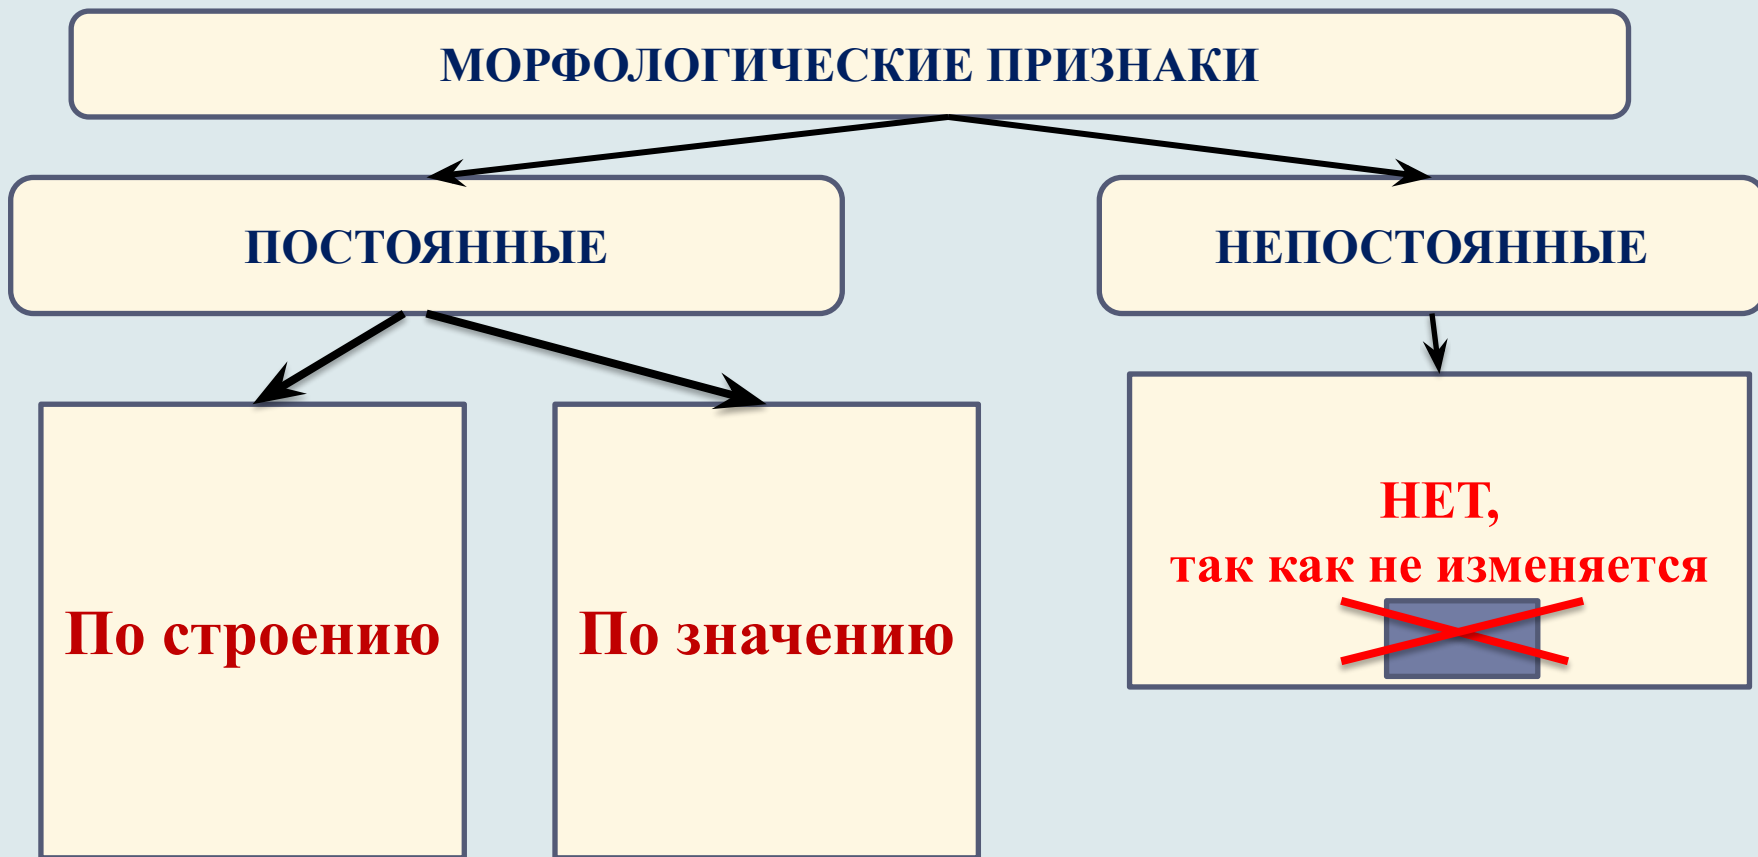 МОРФОЛОГИЧЕСКИЕ ПРИЗНАКИ
ПОСТОЯННЫЕ
НЕПОСТОЯННЫЕ
По строению
По значению
НЕТ,
так как не изменяется